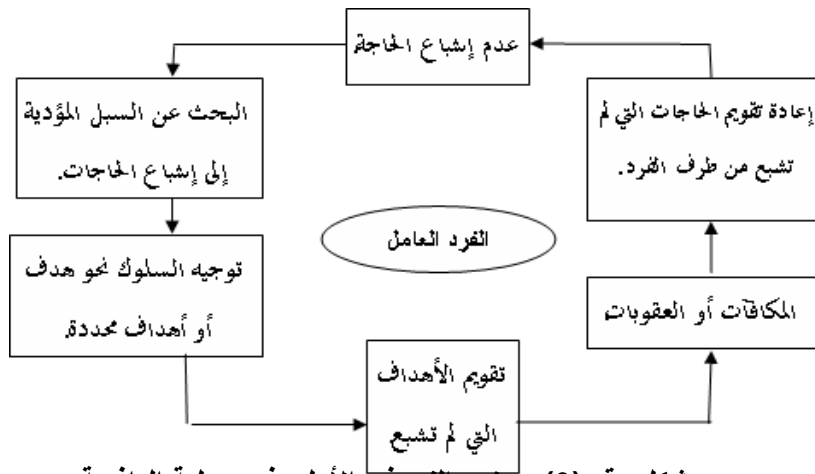 عدم إشباع الحاجة
البحث عن السبل المؤدية
إلى إشباع الحاجات.
إعادة تقويم الحاجات التي لم
تشبع من طرف الفرد.
الفرد العامل
توجيه السلوك نحو هدف
أو أهداف محددة.
المكافآت أو العقوبات
تقويم الأهداف
التي لم تشبع
(2)